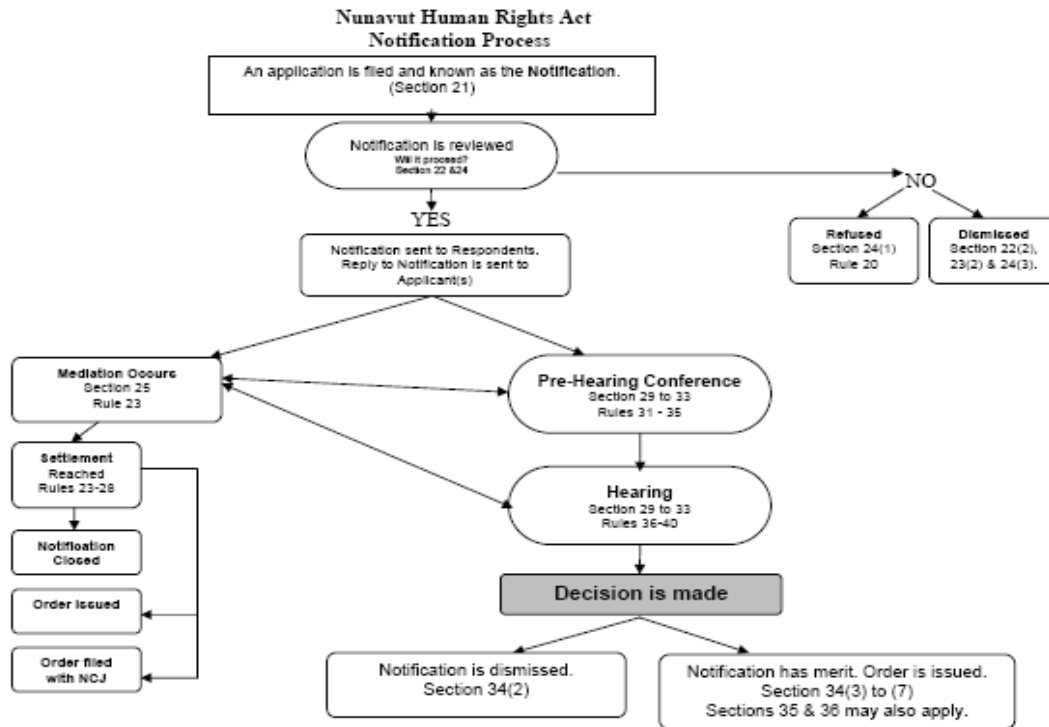 Nunavut Human Rights Act
Notification Process
An application is filed and known as the Notification.
(Section 21)
Notification is reviewed
Will it proceed?
Section 22 &24
NO
YES
Refused
Section 24(1)
Rule 20
Dismissed
Section 22(2),
23(2) & 24(3).
Notification sent to Respondents.
Reply to Notification is sent to
Applicant(s)
Mediation Occurs
Section 25
Rule 23
Pre-Hearing Conference
Section 29 to 33
Rules 31 - 35
Settlement
Reached
Rules 23-28
Hearing
Section 29 to 33
Rules 36-40
Notification
Closed
Decision is made
Order Issued
Order filed
with NCJ
Notification is dismissed.
Section 34(2)
Notification has merit. Order is issued.
Section 34(3) to (7)
Sections 35 & 36 may also apply.